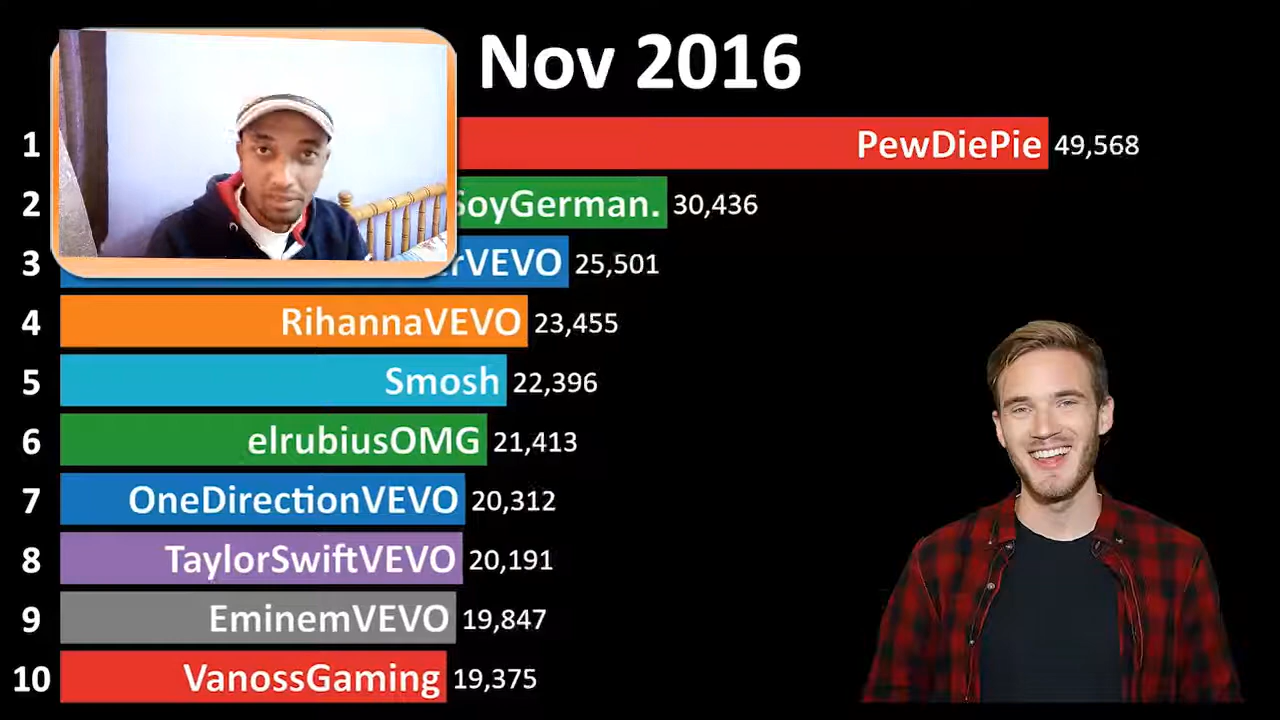 Nov 2016
1 PewDiePie 49,568
2 SoyGerman. 30,436
3 rVEVO 25,501
4 RihannaVEVO 23,455
5 Smosh 22,396
6 elrubiusOMG 21,413
7 OneDirectionVEVO 20,312
8 TaylorSwiftVEVO 20,191
9 EminemVEVO 19,847
10 VanossGaming 19,375